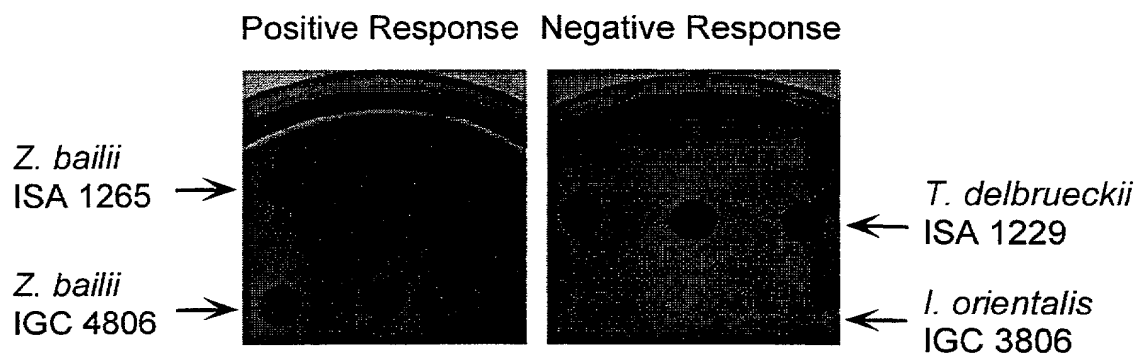 Positive Response Negative Response
Z. bailii
ISA 1265
Z. bailii
IGC 4806
T. delbrueckii
ISA 1229
I. orientalis
IGC 3806